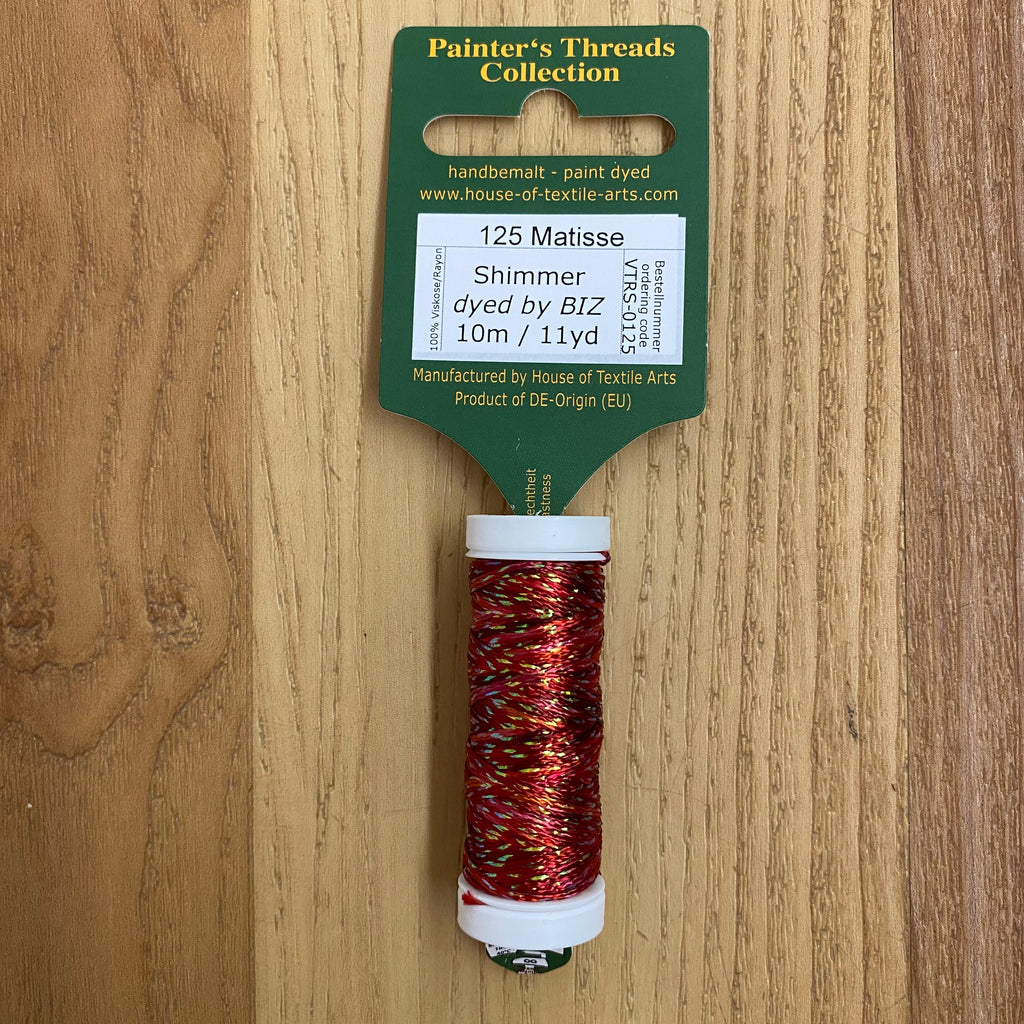 Painter‘s Threads
Collection
handbemalt - paint dyed
www.house-of-textile-arts.com
125 Matisse
100% Viskose/Rayon
Shimmer
dyed by BIZ
10m / 11yd
Bestellnummer
ordering code
VTRS-0125
Manufactured by House of Textile Arts
Product of DE-Origin (EU)
echtheit
astness